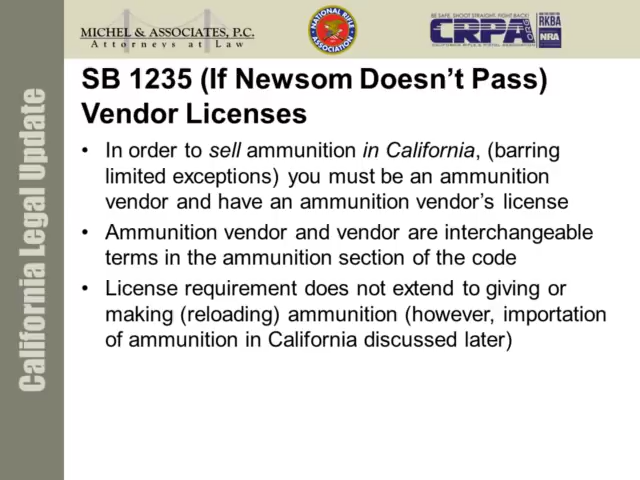 MICHEL & ASSOCIATES, P.C.
Attorneys at Law
NATIONAL RIFLE
ASSOCIATION
BE SAFE, SHOOT STRAIGHT, FIGHT BACK!
CRPA.ORG
CALIFORNIA RIFLE & PISTOL ASSOCIATION
RKBA
NRA
California Legal Update
SB 1235 (If Newsom Doesn’t Pass)
Vendor Licenses
• In order to sell ammunition in California, (barring
limited exceptions) you must be an ammunition
vendor and have an ammunition vendor’s license
• Ammunition vendor and vendor are interchangeable
terms in the ammunition section of the code
• License requirement does not extend to giving or
making (reloading) ammunition (however, importation
of ammunition in California discussed later)